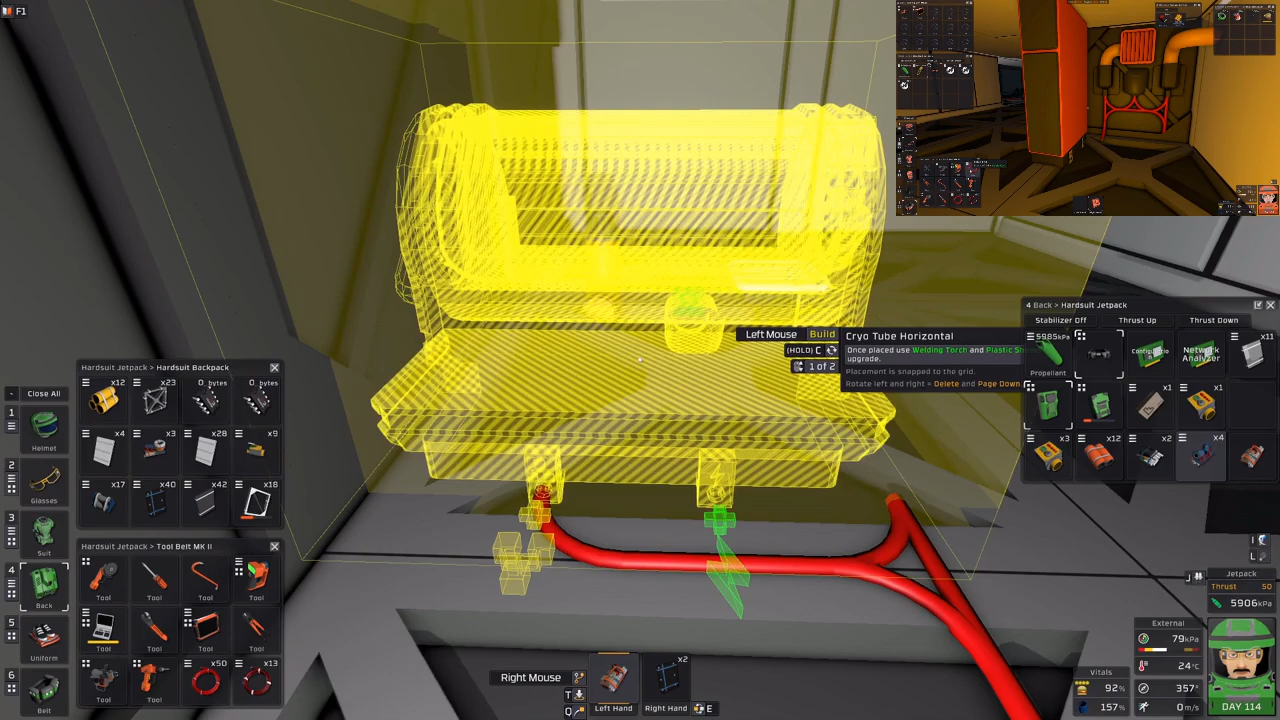 F1
Left Mouse Build
(HOLD) C
1 of 2
Cryo Tube Horizontal
Once placed use Welding Torch and Plastic Sh
upgrade.
Placement is snapped to the grid.
Rotate left and right = Delete and Page Down
4 Back > Hardsuit Jetpack
Stabilizer Off Thrust Up Thrust Down
5985kPa
x11
Propellant
Configuration
Network Analyzer
x1
x1
x3
x12
x2
x4
Close All
1
Helmet
2
Glasses
3
Suit
4
Back
5
Uniform
6
Belt
Hardsuit Jetpack > Hardsuit Backpack
x12
x23
0 bytes
0 bytes
x4
x3
x28
x9
x17
x40
x42
x18
Hardsuit Jetpack > Tool Belt MK II
Tool
Tool
Tool
Tool
Tool
Tool
Tool
Tool
x50
x13
Tool
Tool
Tool
Tool
Right Mouse
T
Q
Left Hand
x2
Right Hand
E
I
L
J
Jetpack
Thrust 50
5906kPa
External
79kPa
24°C
357°
0m/s
Vitals
92%
157%
DAY 114